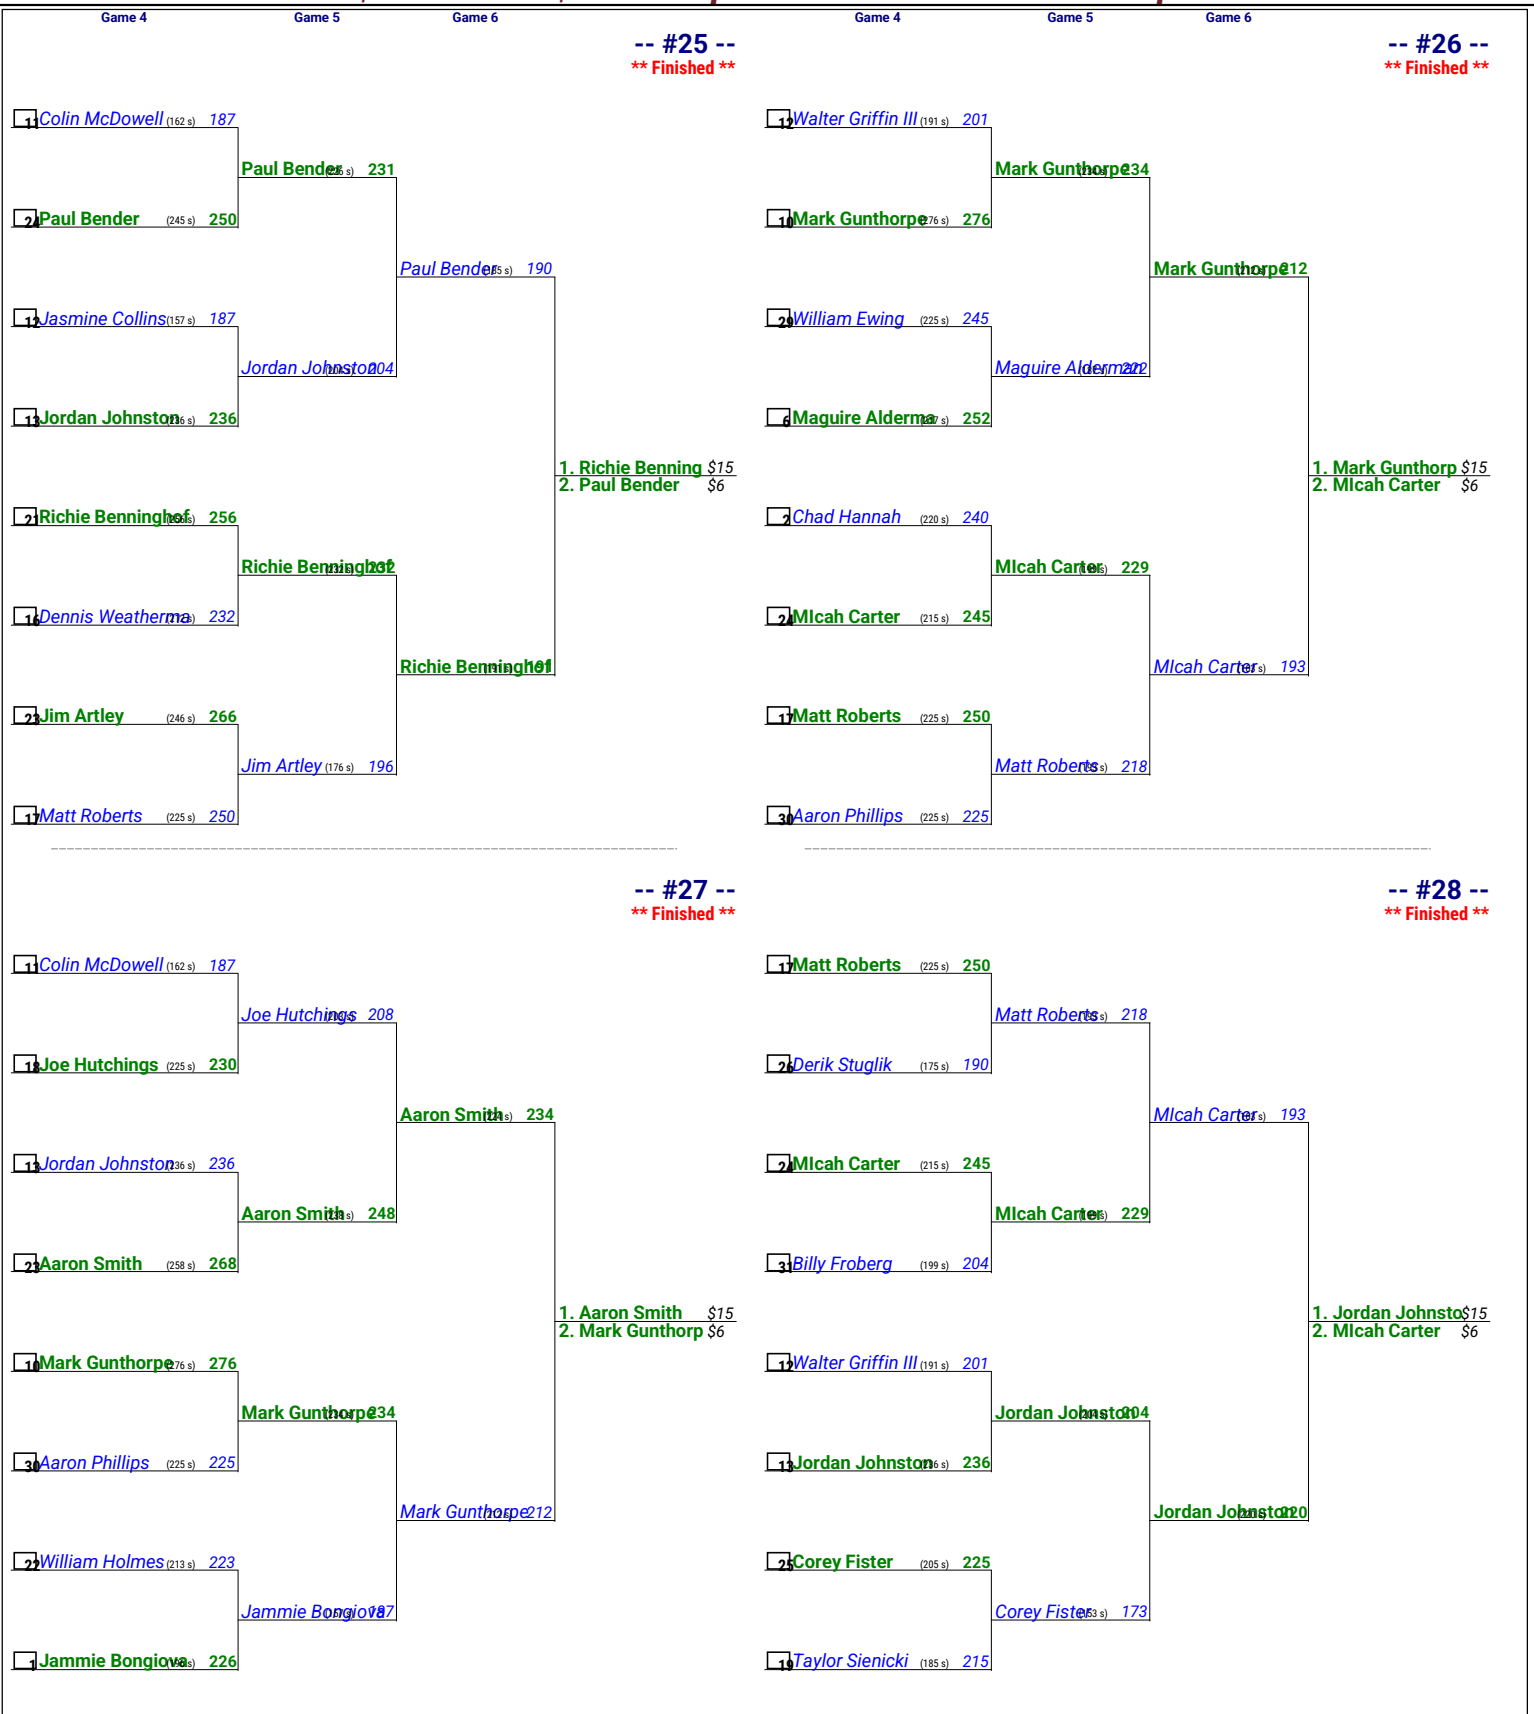 Game 4 Game 5 Game 6 Game 4 Game 5 Game 6
-- #25 --
** Finished **
11 Colin McDowell (162 s) 187
Paul Bender 231
24 Paul Bender (245 s) 250
Paul Bender 190
12 Jasmine Collins (157 s) 187
Jordan Johnston 204
13 Jordan Johnston 236
1. Richie Benning $15
2. Paul Bender $6
21 Richie Benninghof 256
Richie Benninghof 232
16 Dennis Weatherma 232
Richie Benninghof 191
23 Jim Artley (246 s) 266
Jim Artley (176 s) 196
17 Matt Roberts (225 s) 250
-- #26 --
** Finished **
12 Walter Griffin III (191 s) 201
Mark Gunthorpe 234
10 Mark Gunthorpe (276 s) 276
Mark Gunthorpe 212
29 William Ewing (225 s) 245
Maguire Alderman 222
6 Maguire Alderma 252
1. Mark Gunthorp $15
2. MIcah Carter $6
2 Chad Hannah (220 s) 240
MIcah Carter 229
24 MIcah Carter (215 s) 245
MIcah Carter 193
17 Matt Roberts (225 s) 250
Matt Roberts 218
30 Aaron Phillips (225 s) 225
-- #27 --
** Finished **
11 Colin McDowell (162 s) 187
Joe Hutchings 208
18 Joe Hutchings (225 s) 230
Aaron Smith 234
13 Jordan Johnston (236 s) 236
Aaron Smith 248
23 Aaron Smith (258 s) 268
1. Aaron Smith $15
2. Mark Gunthorp $6
10 Mark Gunthorpe (276 s) 276
Mark Gunthorpe 234
30 Aaron Phillips (225 s) 225
Mark Gunthorpe 212
22 William Holmes (213 s) 223
Jammie Bongiova 187
1 Jammie Bongiova 226
-- #28 --
** Finished **
17 Matt Roberts (225 s) 250
Matt Roberts 218
26 Derik Stuglik (175 s) 190
MIcah Carter 193
24 MIcah Carter (215 s) 245
MIcah Carter 229
31 Billy Froberg (199 s) 204
1. Jordan Johnsto $15
2. MIcah Carter $6
12 Walter Griffin III (191 s) 201
Jordan Johnston 204
13 Jordan Johnston 236
Jordan Johnston 220
25 Corey Fister (205 s) 225
Corey Fister (153 s) 173
19 Taylor Sienicki (185 s) 215